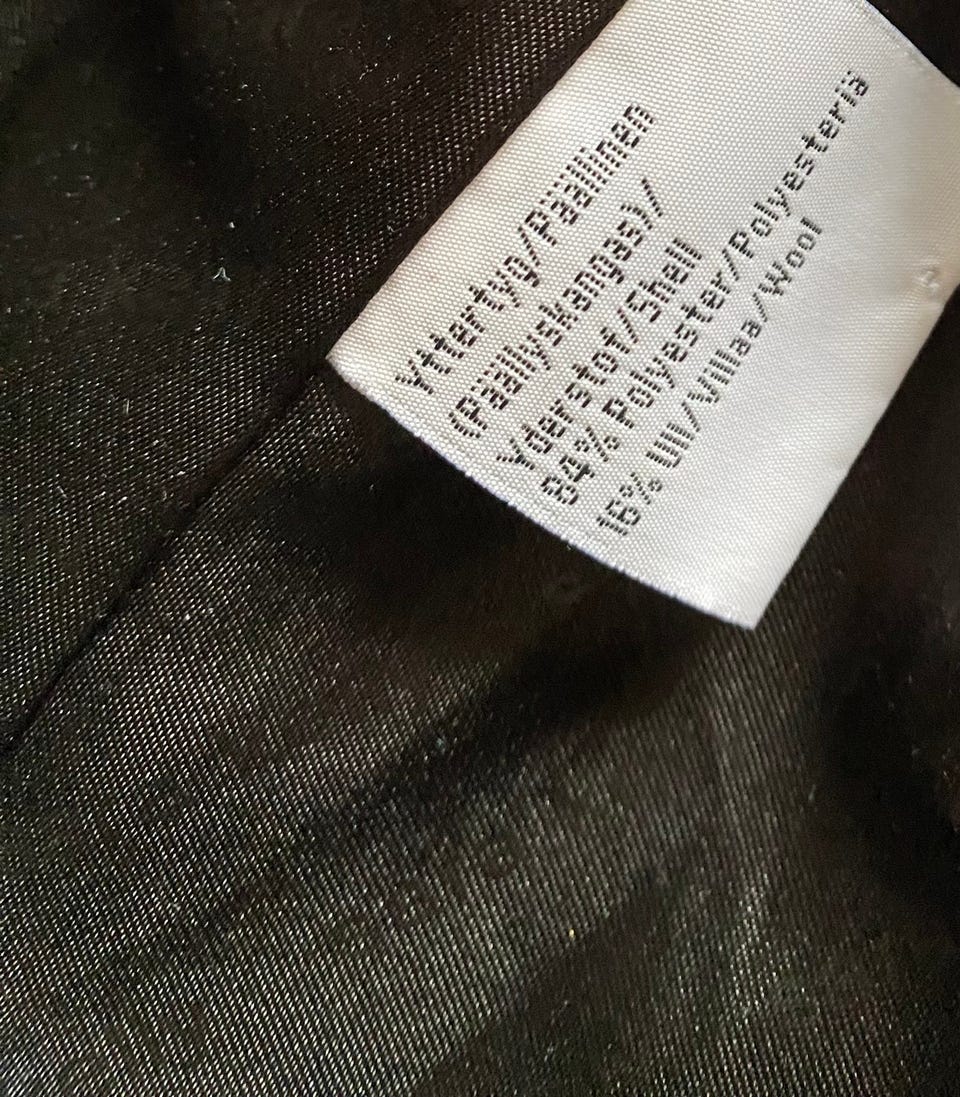 Yttertyg/Päällinen
(Päällyskangas)/
Yderstof/Shell
84% Polyester/Polyesteriä
16% Ull/Villaa/Wool